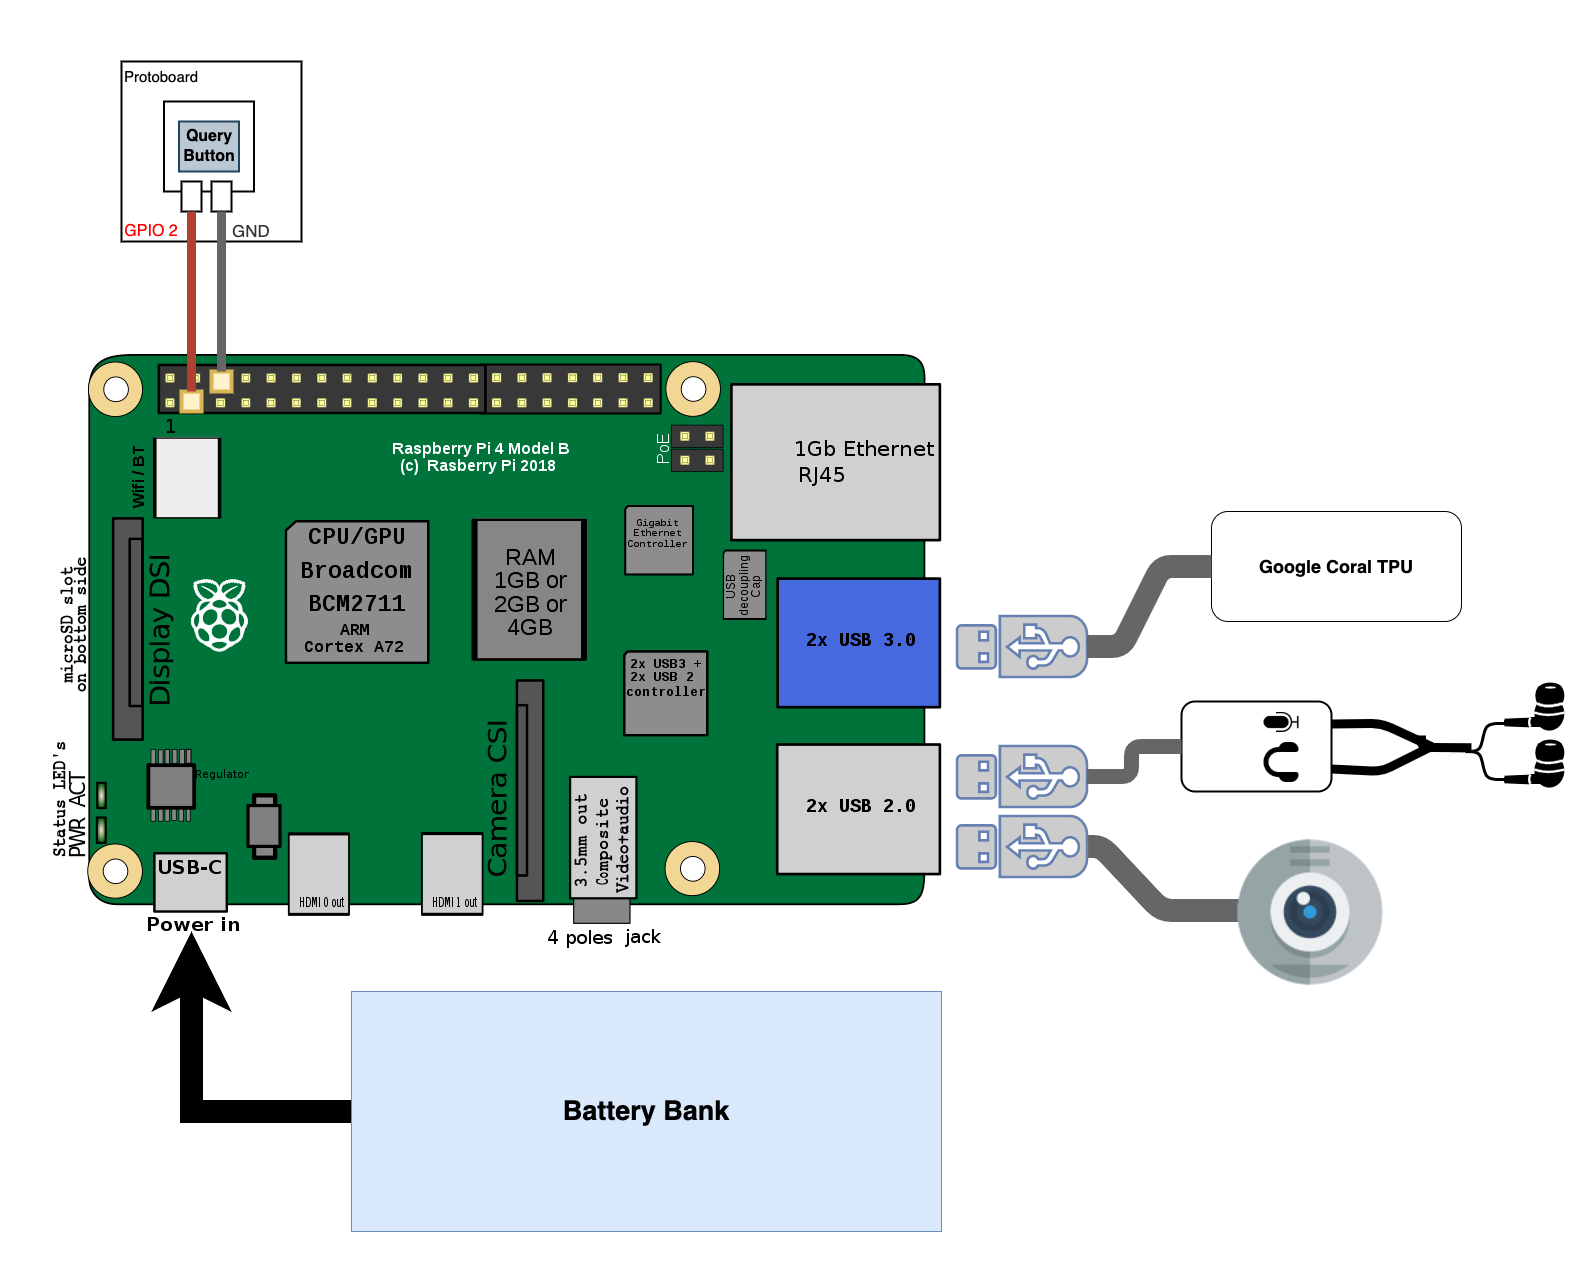 Protoboard
Query
Button
GPIO 2
GND
1
Raspberry Pi 4 Model B
(c) Rasberry Pi 2018
PoE
1Gb Ethernet
RJ45
Wifi / BT
microSD slot
on bottom side
Display DSI
CPU/GPU
Broadcom
BCM2711
ARM
Cortex A72
RAM
1GB or
2GB or
4GB
Gigabit
Ethernet
Controller
USB
decoupling
Cap
2x USB 3.0
Google Coral TPU
2x USB3 +
2x USB 2
controller
Status LED's
PWR ACT
Regulator
Camera CSI
3.5mm out
Composite
Video+audio
2x USB 2.0
USB-C
Power in
HDMI 0 out
HDMI 1 out
4 poles jack
Battery Bank